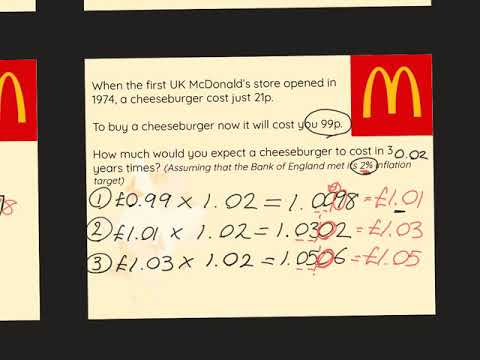 When the first UK McDonald's store opened in
1974, a cheeseburger cost just 21p.
To buy a cheeseburger now it will cost you 99p.
How much would you expect a cheeseburger to cost in 3
years times? (Assuming that the Bank of England met its 2% inflation
target)
0.02
① £0.99 × 1.02 = 1.0098 = £1.01
② £1.01 × 1.02 = 1.0302 = £1.03
③ £1.03 × 1.02 = 1.0506 = £1.05